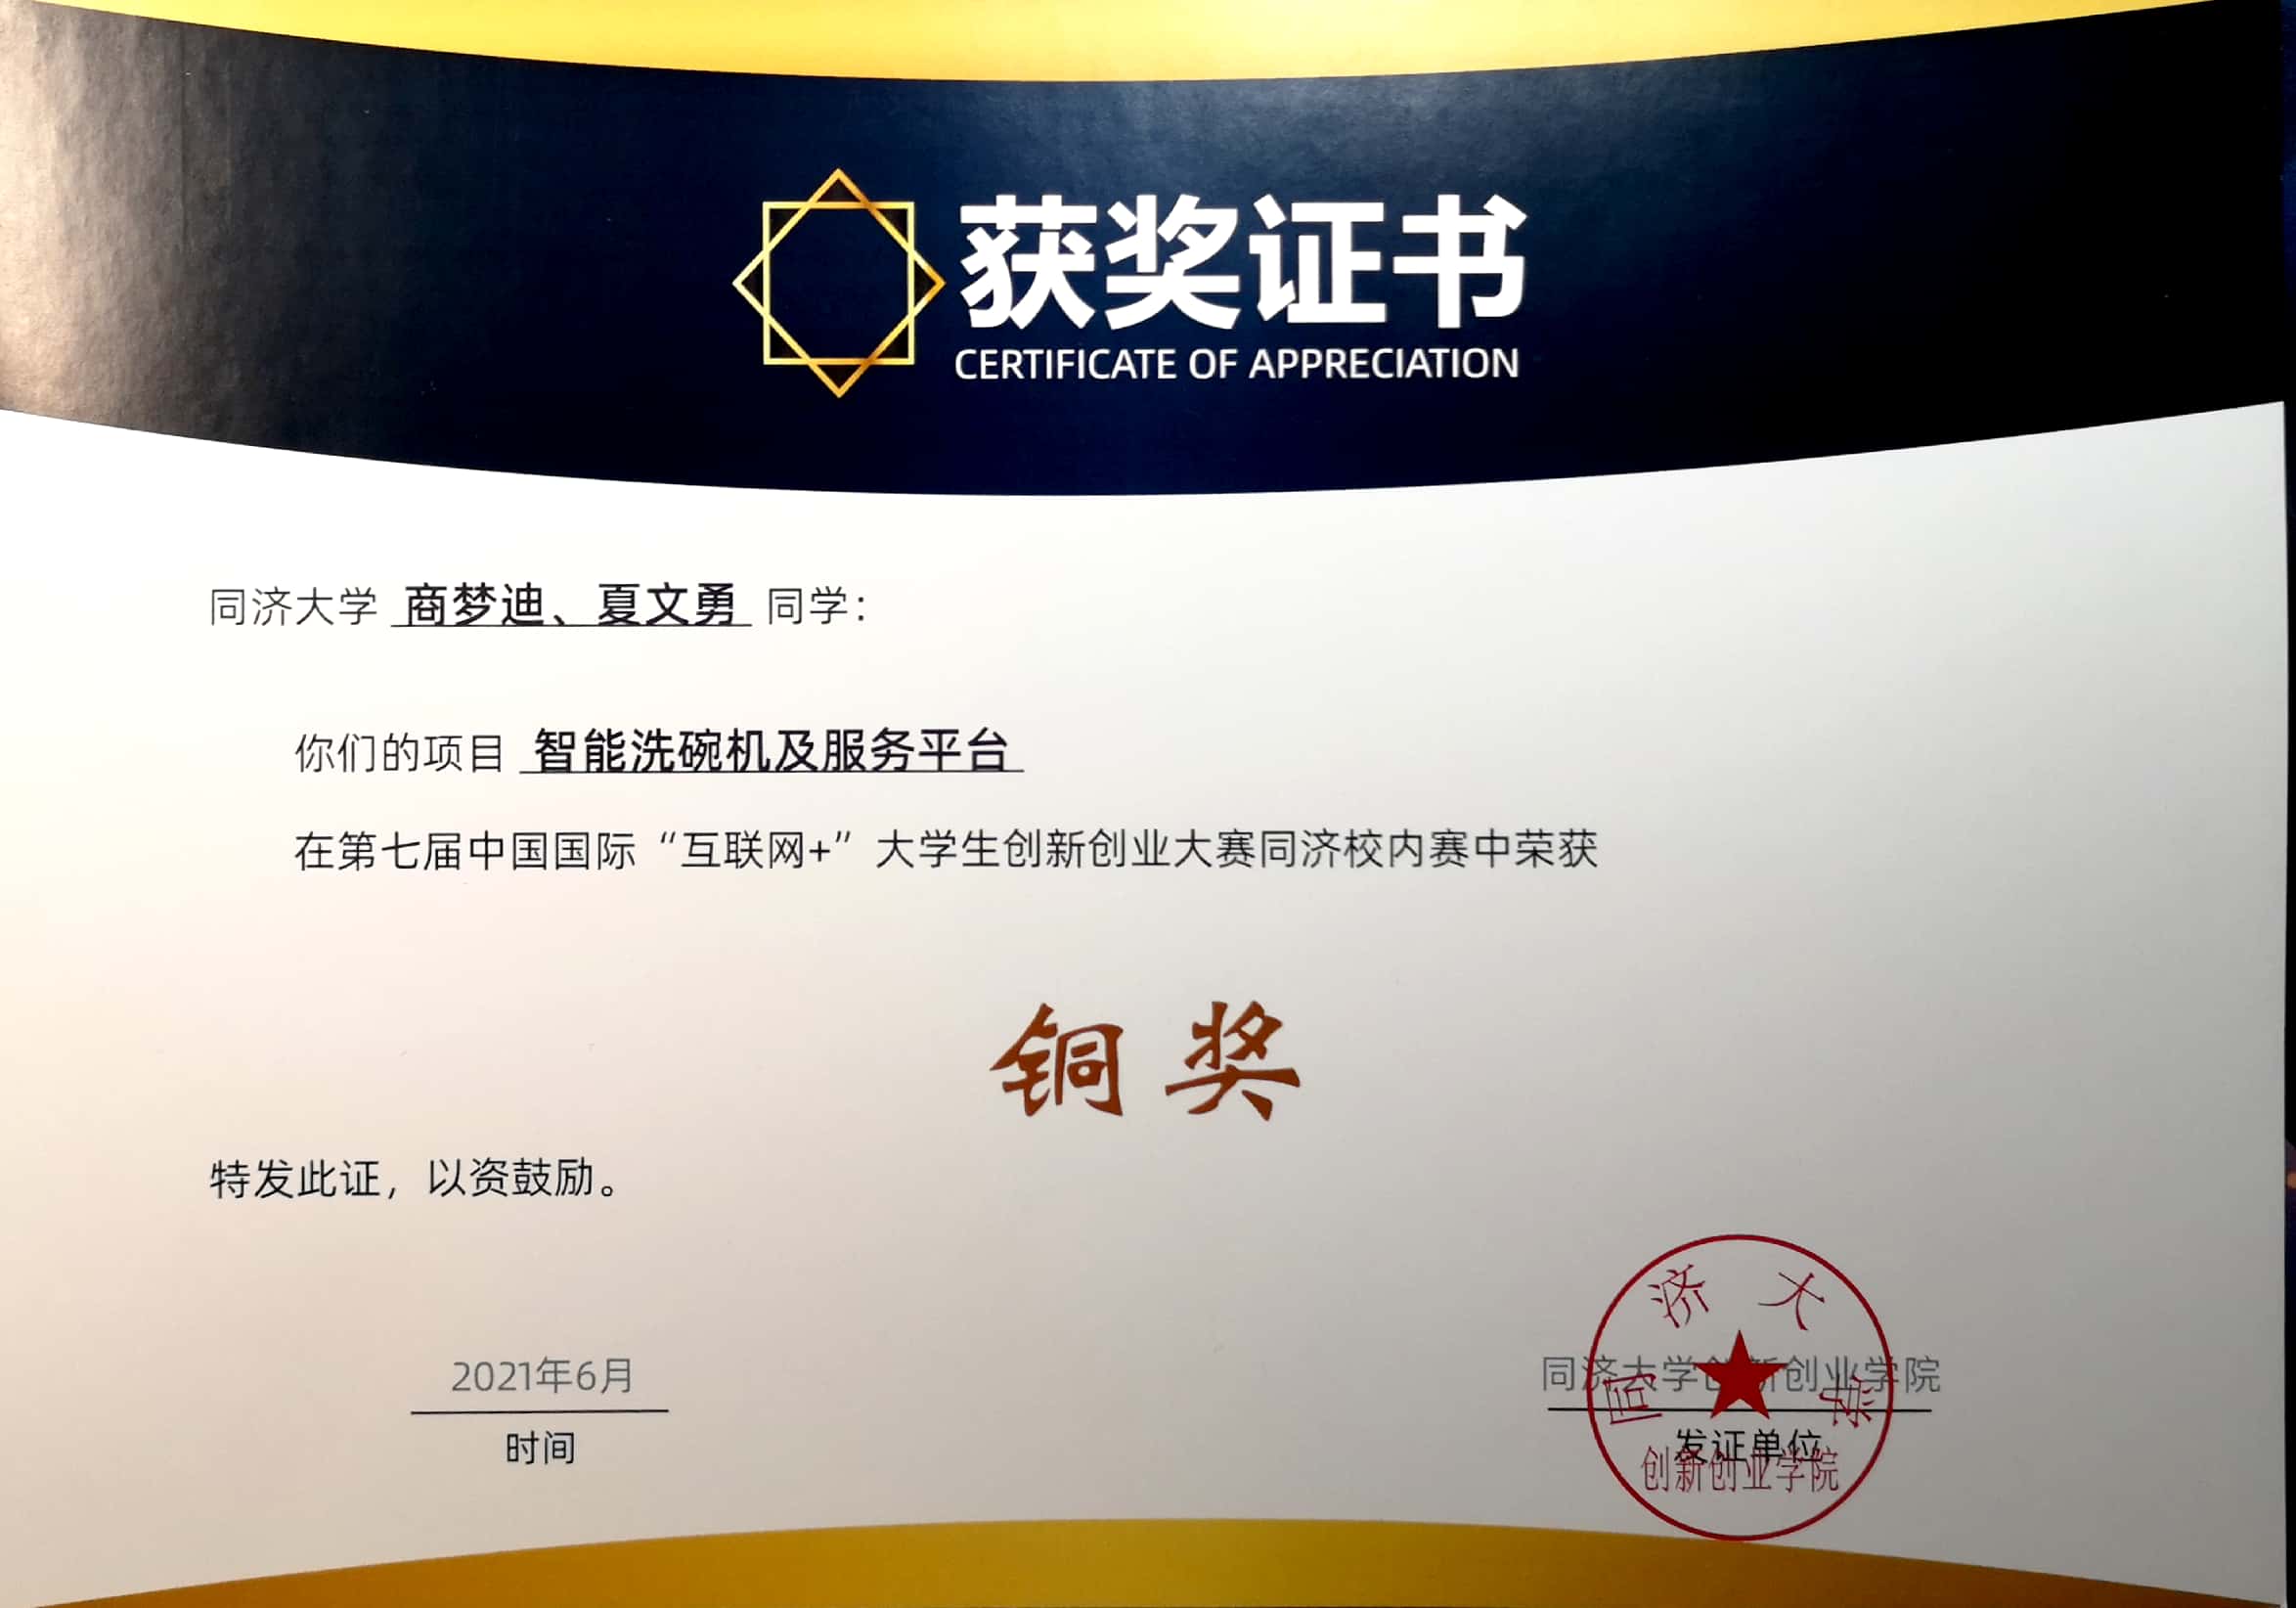 获奖证书
CERTIFICATE OF APPRECIATION
同济大学 商梦迪、夏文勇 同学：
你们的项目 智能洗碗机及服务平台
在第七届中国国际“互联网+”大学生创新创业大赛同济校内赛中荣获
铜奖
特发此证，以资鼓励。
2021年6月
时间
同济大学创新创业学院
发证单位
同济大学
创新创业学院